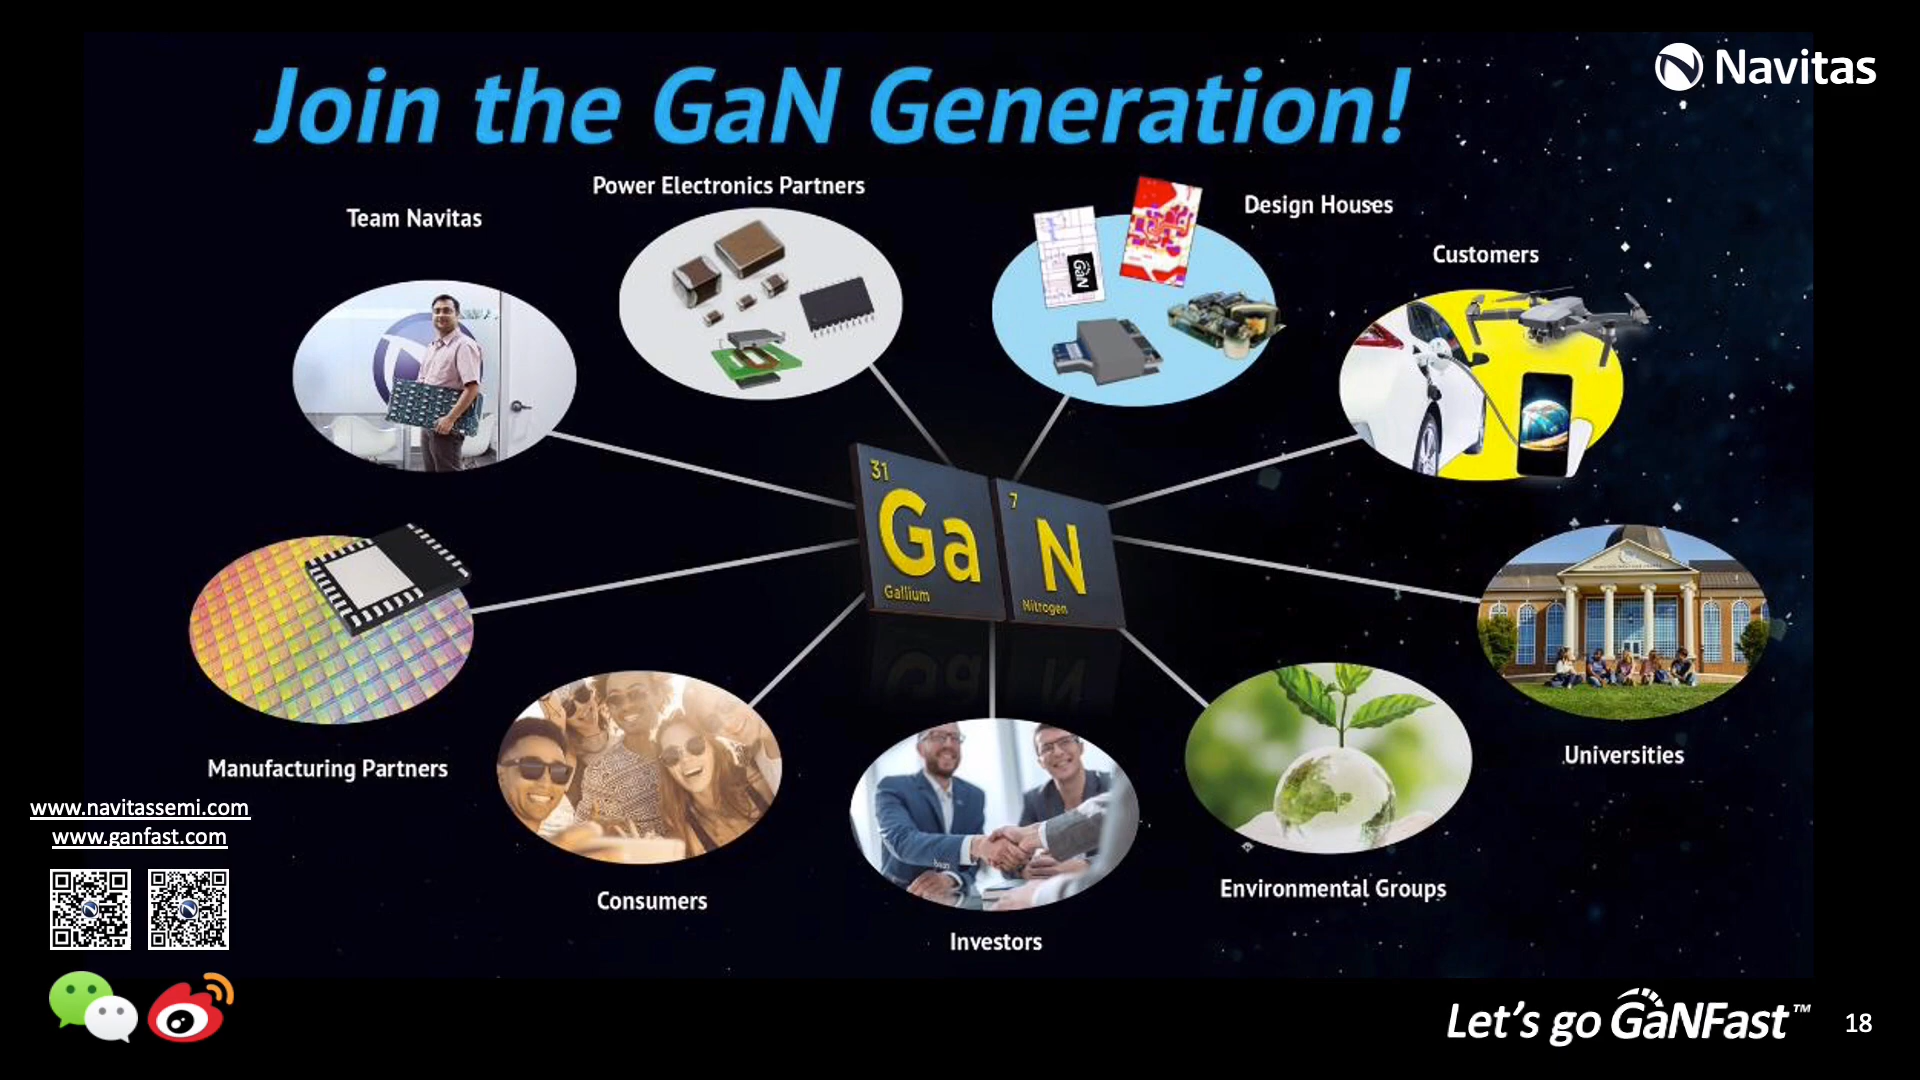 Join the GaN Generation!
Navitas
Power Electronics Partners
Team Navitas
Design Houses
Customers
GaN
31
Ga
Gallium
7
N
Nitrogen
Manufacturing Partners
Universities
www.navitassemi.com
www.ganfast.com
Consumers
Investors
Environmental Groups
Let's go GaNFast™
18